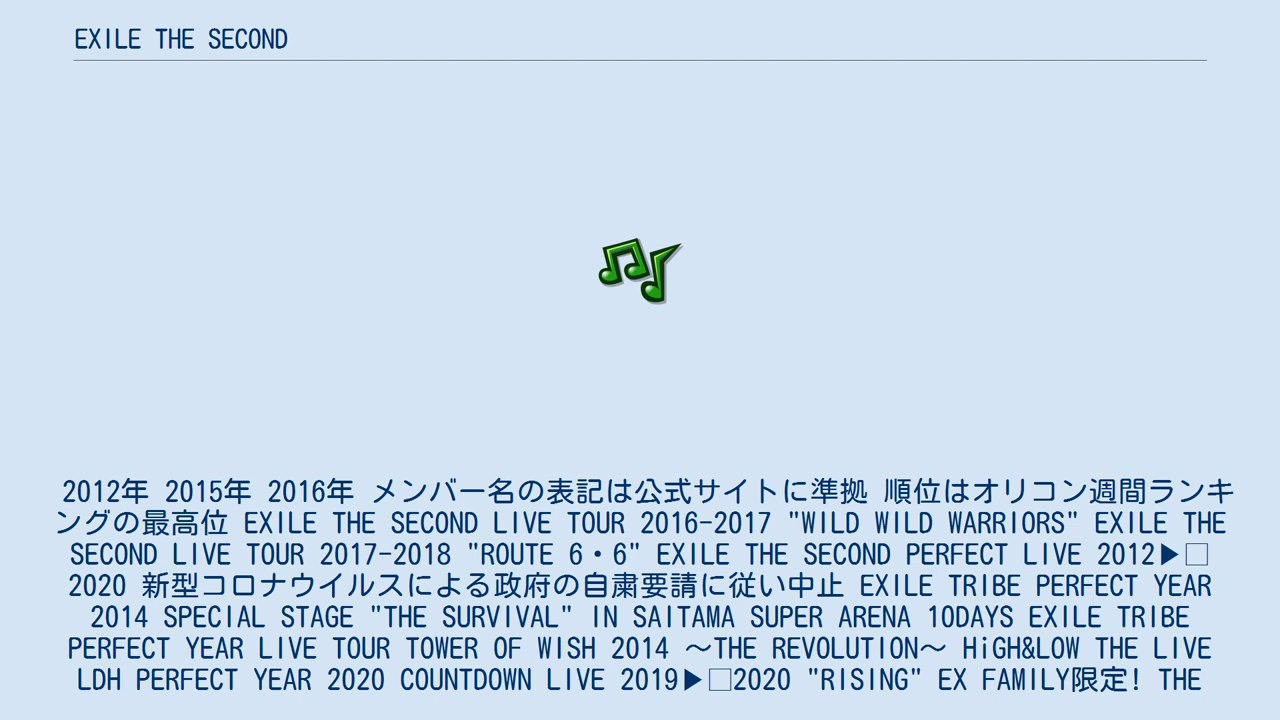 EXILE THE SECOND
2012年 2015年 2016年 メンバー名の表記は公式サイトに準拠 順位はオリコン週間ランキ
ングの最高位 EXILE THE SECOND LIVE TOUR 2016-2017 "WILD WILD WARRIORS" EXILE THE
SECOND LIVE TOUR 2017-2018 "ROUTE 6・6" EXILE THE SECOND PERFECT LIVE 2012▶□
2020 新型コロナウイルスによる政府の自粛要請に従い中止 EXILE TRIBE PERFECT YEAR
2014 SPECIAL STAGE "THE SURVIVAL" IN SAITAMA SUPER ARENA 10DAYS EXILE TRIBE
PERFECT YEAR LIVE TOUR TOWER OF WISH 2014 ～THE REVOLUTION～ HiGH&LOW THE LIVE
LDH PERFECT YEAR 2020 COUNTDOWN LIVE 2019▶□2020 "RISING" EX FAMILY限定! THE